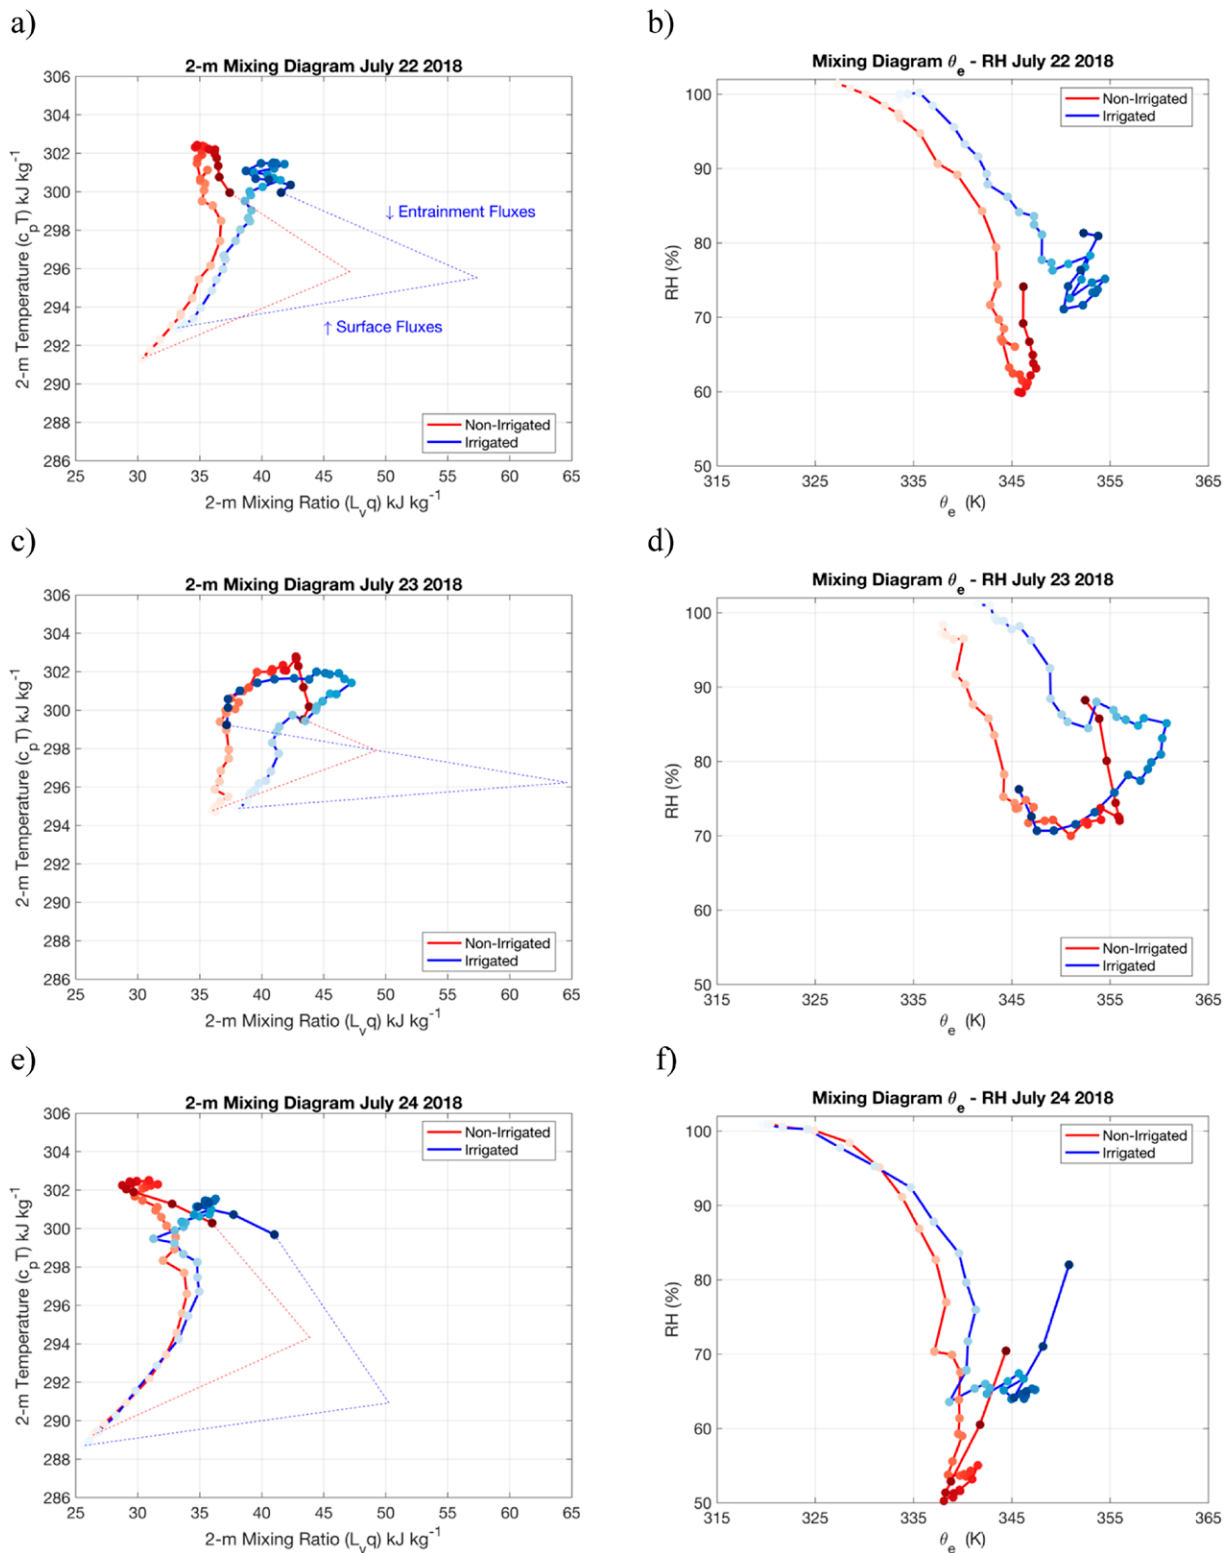 a)
2-m Mixing Diagram July 22 2018
306
304
302
300
298
296
294
292
290
288
286
2-m Temperature (cpT) kJ kg-1
↓ Entrainment Fluxes
↑ Surface Fluxes
Non-Irrigated
Irrigated
25 30 35 40 45 50 55 60 65
2-m Mixing Ratio (Lvq) kJ kg-1
b)
Mixing Diagram θe - RH July 22 2018
100
90
80
70
60
50
RH (%)
Non-Irrigated
Irrigated
315 325 335 345 355 365
θe (K)
c)
2-m Mixing Diagram July 23 2018
306
304
302
300
298
296
294
292
290
288
286
2-m Temperature (cpT) kJ kg-1
Non-Irrigated
Irrigated
25 30 35 40 45 50 55 60 65
2-m Mixing Ratio (Lvq) kJ kg-1
d)
Mixing Diagram θe - RH July 23 2018
100
90
80
70
60
50
RH (%)
Non-Irrigated
Irrigated
315 325 335 345 355 365
θe (K)
e)
2-m Mixing Diagram July 24 2018
306
304
302
300
298
296
294
292
290
288
286
2-m Temperature (cpT) kJ kg-1
Non-Irrigated
Irrigated
25 30 35 40 45 50 55 60 65
2-m Mixing Ratio (Lvq) kJ kg-1
f)
Mixing Diagram θe - RH July 24 2018
100
90
80
70
60
50
RH (%)
Non-Irrigated
Irrigated
315 325 335 345 355 365
θe (K)